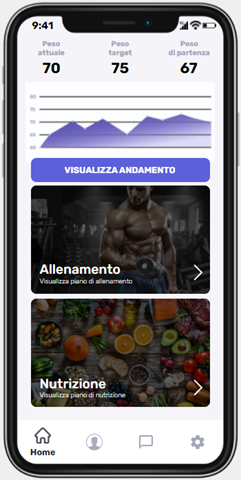 9:41
Peso attuale
Peso target
Peso di partenza
70
75
67
80
75
70
65
60
VISUALIZZA ANDAMENTO
Allenamento
Visualizza piano di allenamento
Nutrizione
Visualizza piano di nutrizione
Home